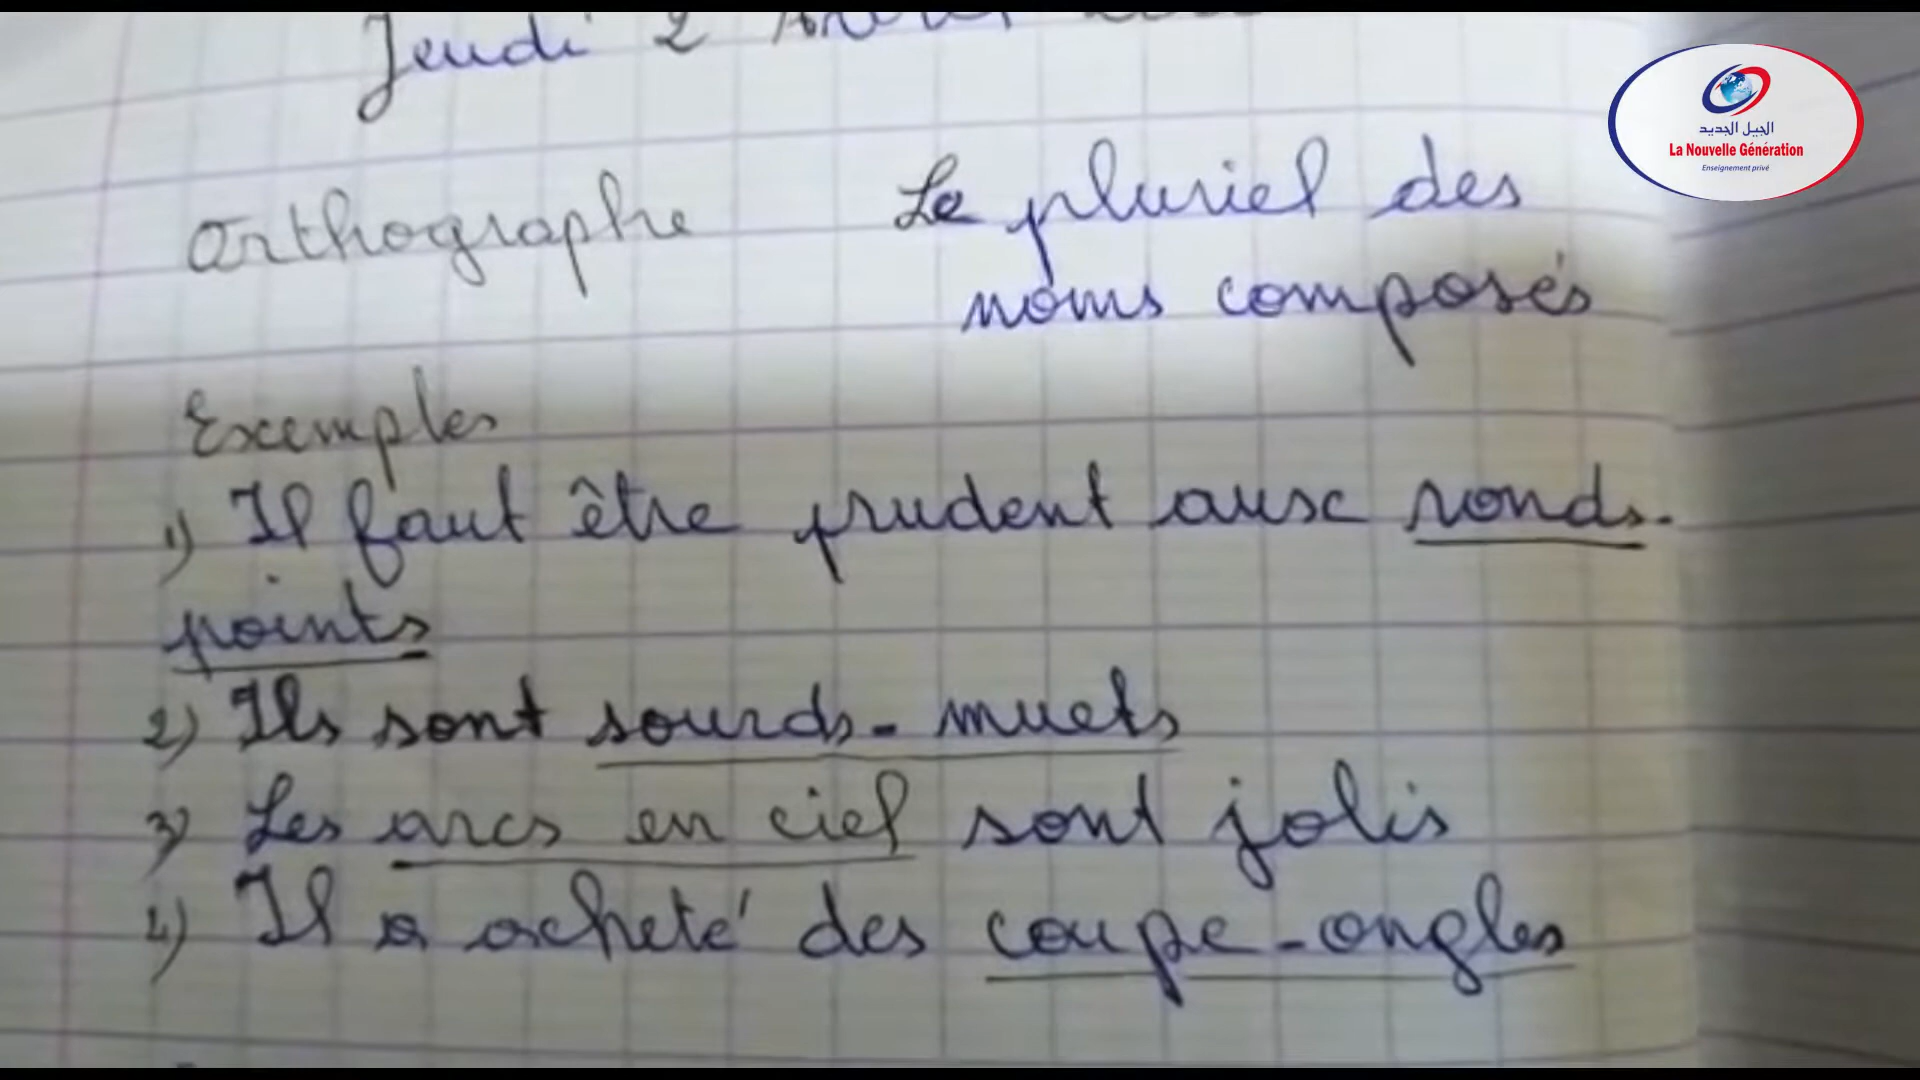 Jeudi 2
الجيل الجديد
La Nouvelle Génération
Enseignement privé
Orthographe Le pluriel des
noms composés
Exemples
1) Il faut être prudent aux ronds-
points
2) Ils sont sourds-muets
3) Les arcs en ciel sont jolis
4) Il a acheté des coupe-ongles